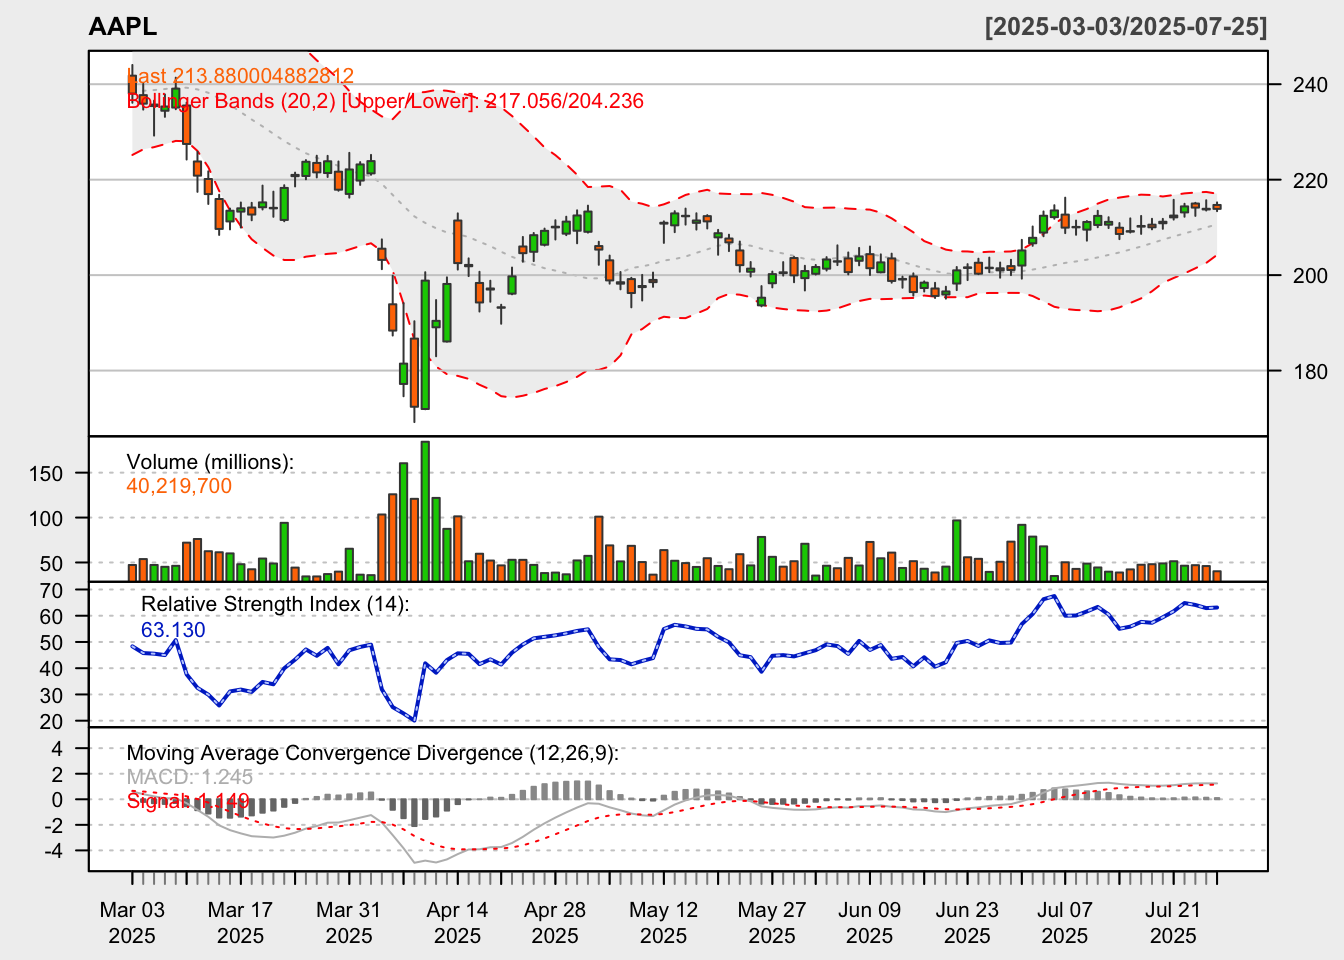 AAPL
[2025-03-03/2025-07-25]
Last 213.880004882812
Bollinger Bands (20,2) [Upper/Lower]: 217.056/204.236
240
220
200
180
Volume (millions):
40,219,700
150
100
50
Relative Strength Index (14):
63.130
70
60
50
40
30
20
Moving Average Convergence Divergence (12,26,9):
MACD: 1.245
Signal: 1.149
4
2
0
-2
-4
Mar 03 Mar 17 Mar 31 Apr 14 Apr 28 May 12 May 27 Jun 09 Jun 23 Jul 07 Jul 21
2025 2025 2025 2025 2025 2025 2025 2025 2025 2025 2025